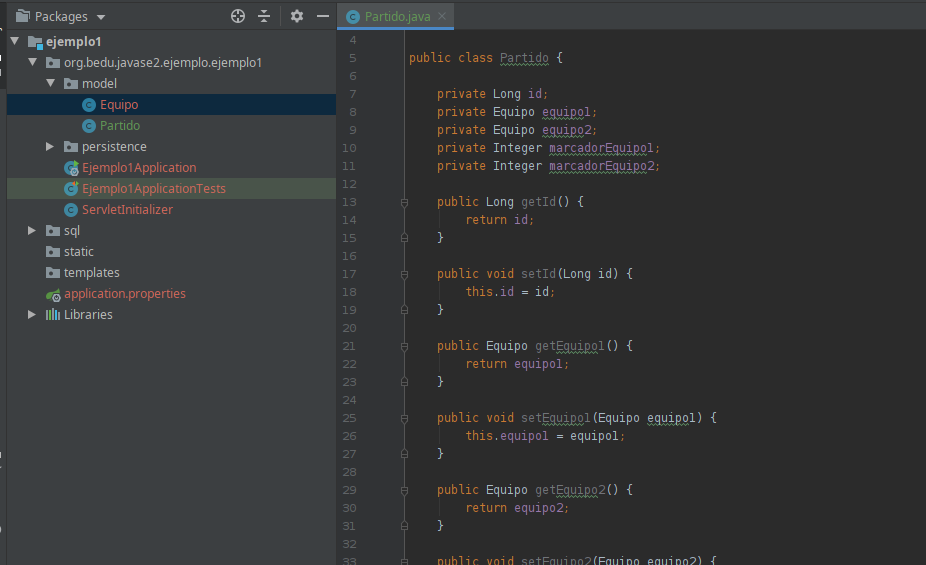 Packages
ejemplo1
org.bedu.javase2.ejemplo.ejemplo1
model
Equipo
Partido
persistence
Ejemplo1Application
Ejemplo1ApplicationTests
ServletInitializer
sql
static
templates
application.properties
Libraries
Partido.java
4
5 public class Partido {
6
7 private Long id;
8 private Equipo equipo1;
9 private Equipo equipo2;
10 private Integer marcadorEquipo1;
11 private Integer marcadorEquipo2;
12
13 public Long getId() {
14 return id;
15 }
16
17 public void setId(Long id) {
18 this.id = id;
19 }
20
21 public Equipo getEquipo1() {
22 return equipo1;
23 }
24
25 public void setEquipo1(Equipo equipo1) {
26 this.equipo1 = equipo1;
27 }
28
29 public Equipo getEquipo2() {
30 return equipo2;
31 }
32
33 public void setEquipo2(Equipo equipo2) {